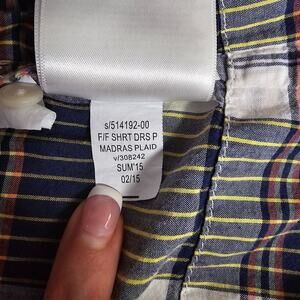 s/514192-00
F/F SHRT DRS P
MADRAS PLAID
v/308242
SUM'15
02/15